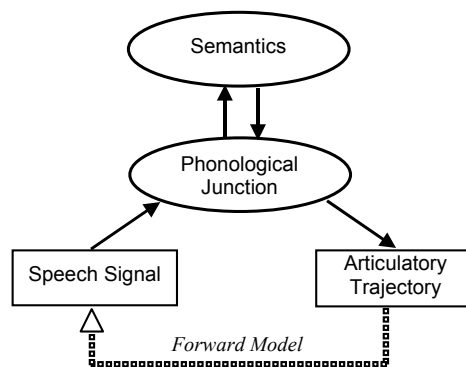 Semantics
Phonological
Junction
Speech Signal
Articulatory
Trajectory
Forward Model